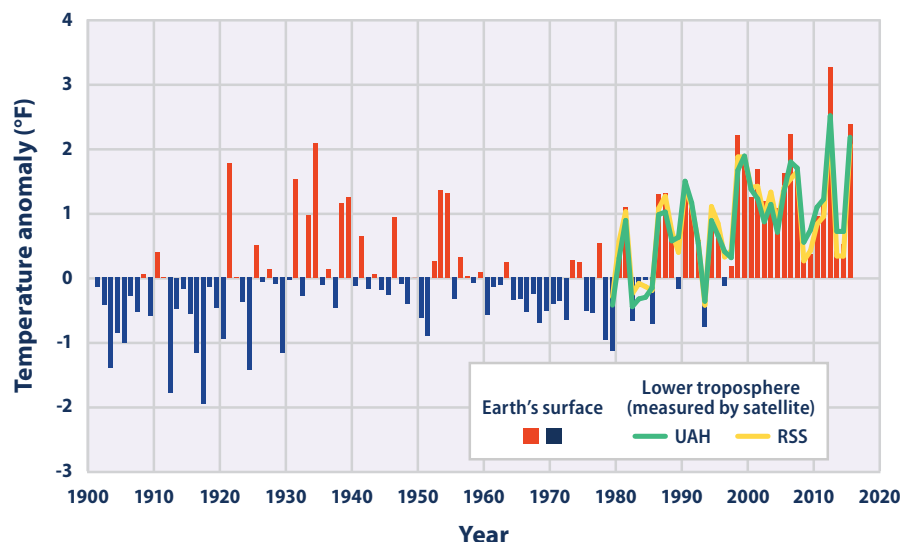 Temperature anomaly (°F)
4
3
2
1
0
-1
-2
-3
Earth's surface
Lower troposphere
(measured by satellite)
UAH RSS
1900 1910 1920 1930 1940 1950 1960 1970 1980 1990 2000 2010 2020
Year